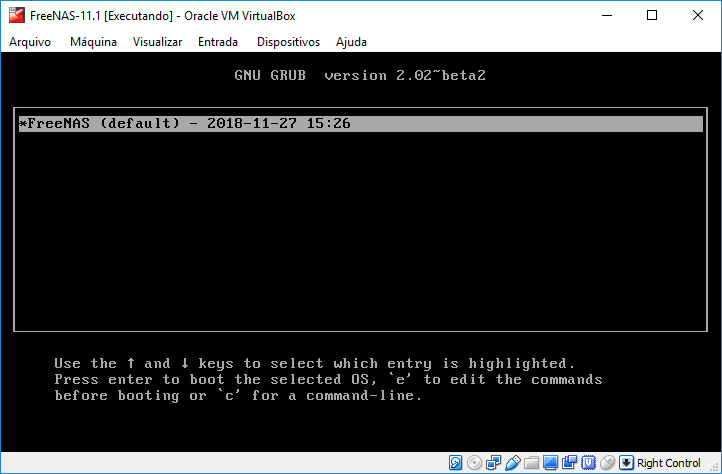 FreeNAS-11.1 [Executando] - Oracle VM VirtualBox
Arquivo Máquina Visualizar Entrada Dispositivos Ajuda
GNU GRUB  version 2.02~beta2
*FreeNAS (default) - 2018-11-27 15:26
Use the ↑ and ↓ keys to select which entry is highlighted.
Press enter to boot the selected OS, `e' to edit the commands
before booting or `c' for a command-line.
Right Control